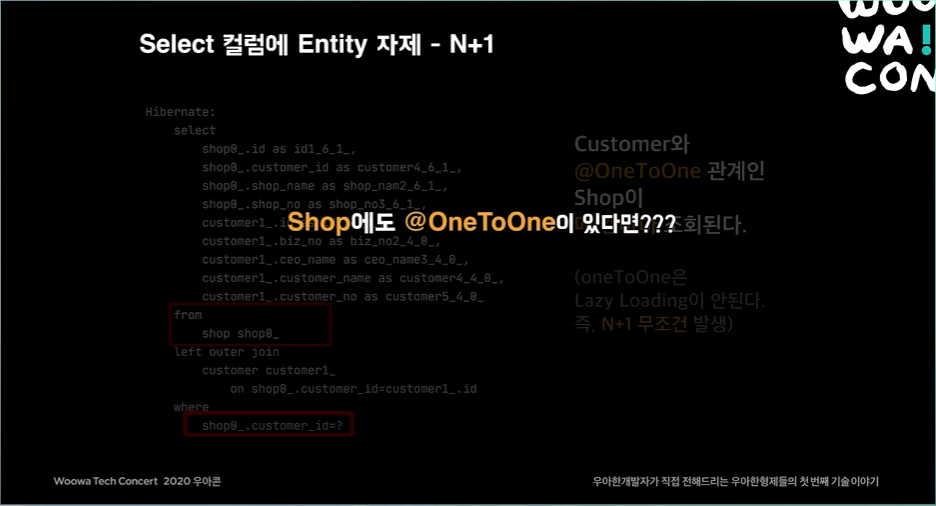 WOOWA!
CON
Select 컬럼에 Entity 자제 - N+1
Hibernate:
select
shop0_.id as id1_6_1_,
shop0_.customer_id as customer4_6_1_,
shop0_.shop_name as shop_nam2_6_1_,
shop0_.shop_no as shop_no3_6_1_,
customer1_.i
customer1_.biz_no as biz_no2_4_0_,
customer1_.ceo_name as ceo_name3_4_0_,
customer1_.customer_name as customer4_4_0_,
customer1_.customer_no as customer5_4_0_
from
shop shop0_
left outer join
customer customer1_
on shop0_.customer_id=customer1_.id
where
shop0_.customer_id=?
Customer와
@OneToOne 관계인
Shop이
조회된다.
(oneToOne은
Lazy Loading이 안된다.
즉, N+1 무조건 발생)
Shop에도 @OneToOne이 있다면???
Woowa Tech Concert 2020 우아콘
우아한개발자가 직접 전해드리는 우아한형제들의 첫 번째 기술 이야기